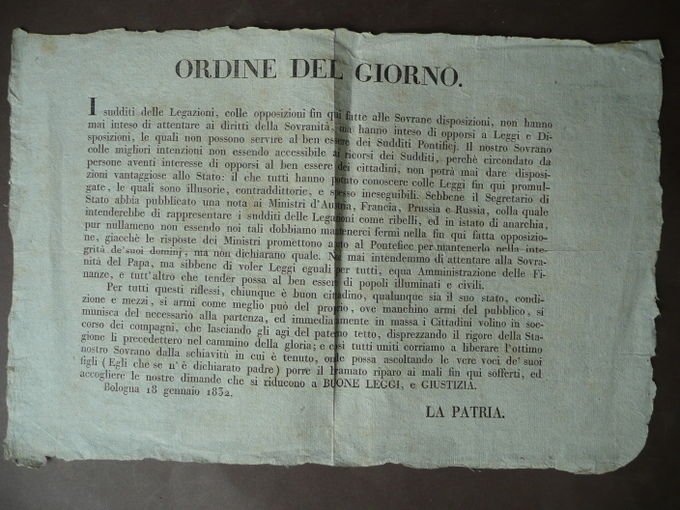 ORDINE DEL GIORNO.
I sudditi delle Legazioni, colle opposizioni fin qui fatte alle Sovrane disposizioni, non hanno
mai inteso di attentare ai diritti della Sovranità, ma hanno inteso di opporsi a Leggi e Di-
sposizioni, le quali non possono servire al ben essere dei Sudditi Pontificj. Il nostro Sovrano
colle migliori intenzioni non essendo accessibile ai ricorsi dei Sudditi, perchè circondato da
persone aventi interesse di opporsi al ben essere dei cittadini, non potrà mai dare disposi-
zioni vantaggiose allo Stato: il che tutti hanno potuto conoscere colle Leggi fin qui promul-
gate, le quali sono illusorie, contraddittorie, e spesso ineseguibili. Sebbene il Segretario di
Stato abbia pubblicato una nota ai Ministri d'Austria, Francia, Prussia e Russia, colla quale
intenderebbe di rappresentare i sudditi delle Legazioni come ribelli, ed in istato di anarchia,
pur nullameno non essendo noi tali dobbiamo mantenerci fermi nella fin qui fatta opposizio-
ne, giacchè le risposte dei Ministri promettono ajuto al Pontefice per mantenerlo nella inte-
grità de'suoi dominj, ma non dichiarano quale. Nè mai intendemmo di attentare alla Sovra-
nità del Papa, ma sibbene di voler Leggi eguali per tutti, equa Amministrazione delle Fi-
nanze, e tutt'altro che tender possa al ben essere di popoli illuminati e civili.
Per tutti questi riflessi, chiunque è buon cittadino, qualunque sia il suo stato, condi-
zione e mezzi, si armi come meglio può del proprio, ove manchino armi del pubblico, si
munisca del necessario alla partenza, ed immediatamente in massa i Cittadini volino in soc-
corso dei compagni, che lasciando gli agi del paterno tetto, disprezzando il rigore della Sta-
gione li precedettero nel cammino della gloria; e così tutti uniti corriamo a liberare l'ottimo
nostro Sovrano dalla schiavitù in cui è tenuto, onde possa ascoltando le vere voci de' suoi
figli (Egli che se n'è dichiarato padre) porre il bramato riparo ai mali fin qui sofferti, ed
accogliere le nostre dimande che si riducono a BUONE LEGGI, e GIUSTIZIA.
Bologna 18 gennaio 1832.
LA PATRIA.